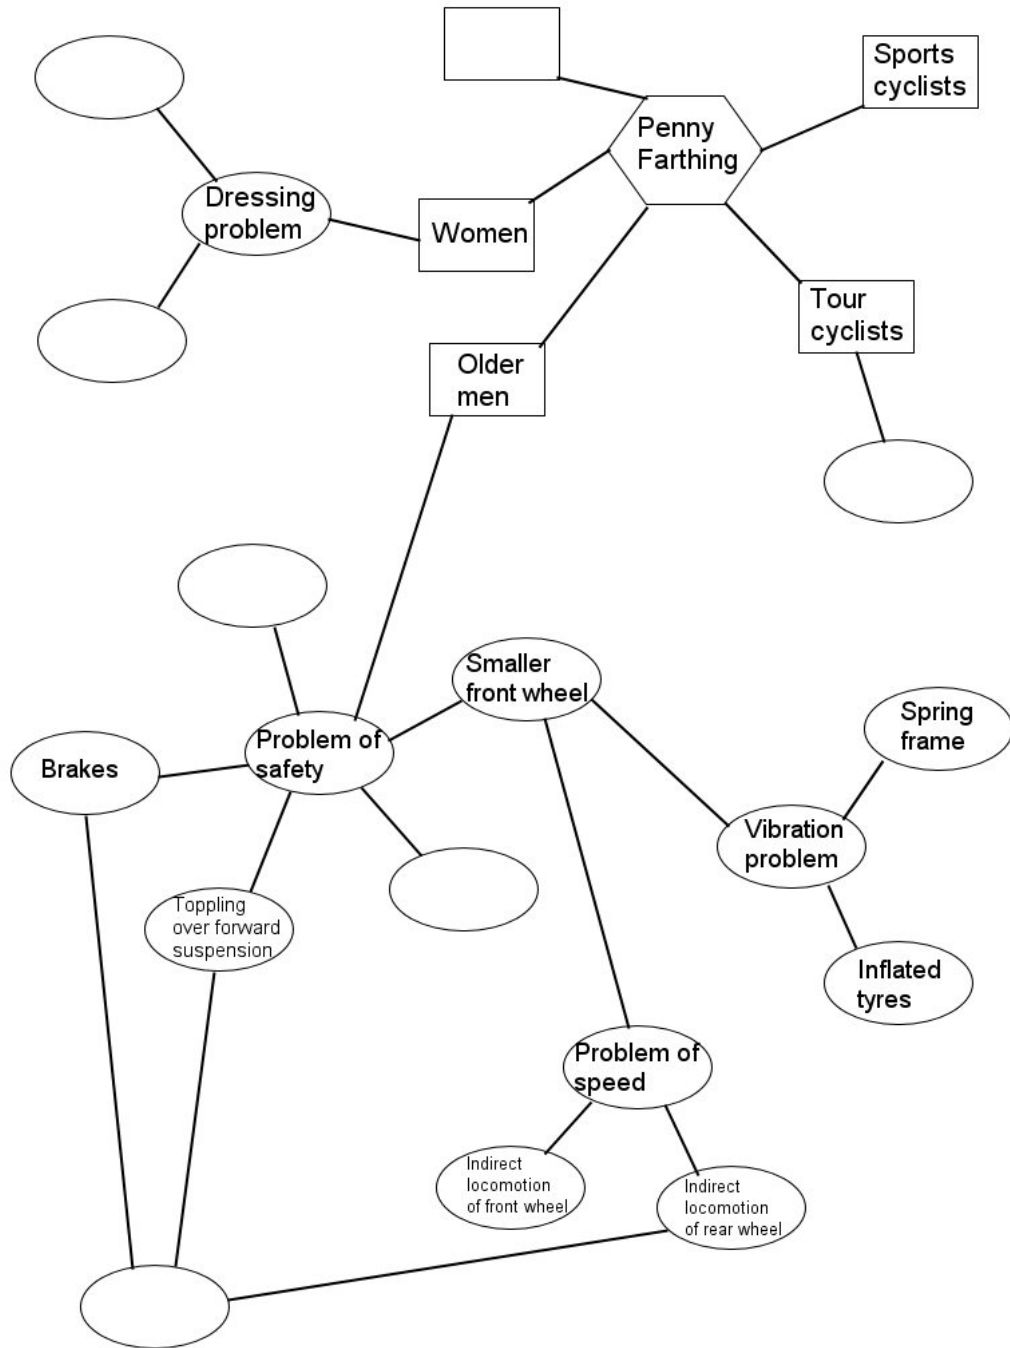 Sports
cyclists
Penny
Farthing
Dressing
problem
Women
Tour
cyclists
Older
men
Smaller
front wheel
Spring
frame
Problem of
safety
Brakes
Vibration
problem
Toppling
over forward
suspension
Inflated
tyres
Problem of
speed
Indirect
locomotion
of front wheel
Indirect
locomotion
of rear wheel